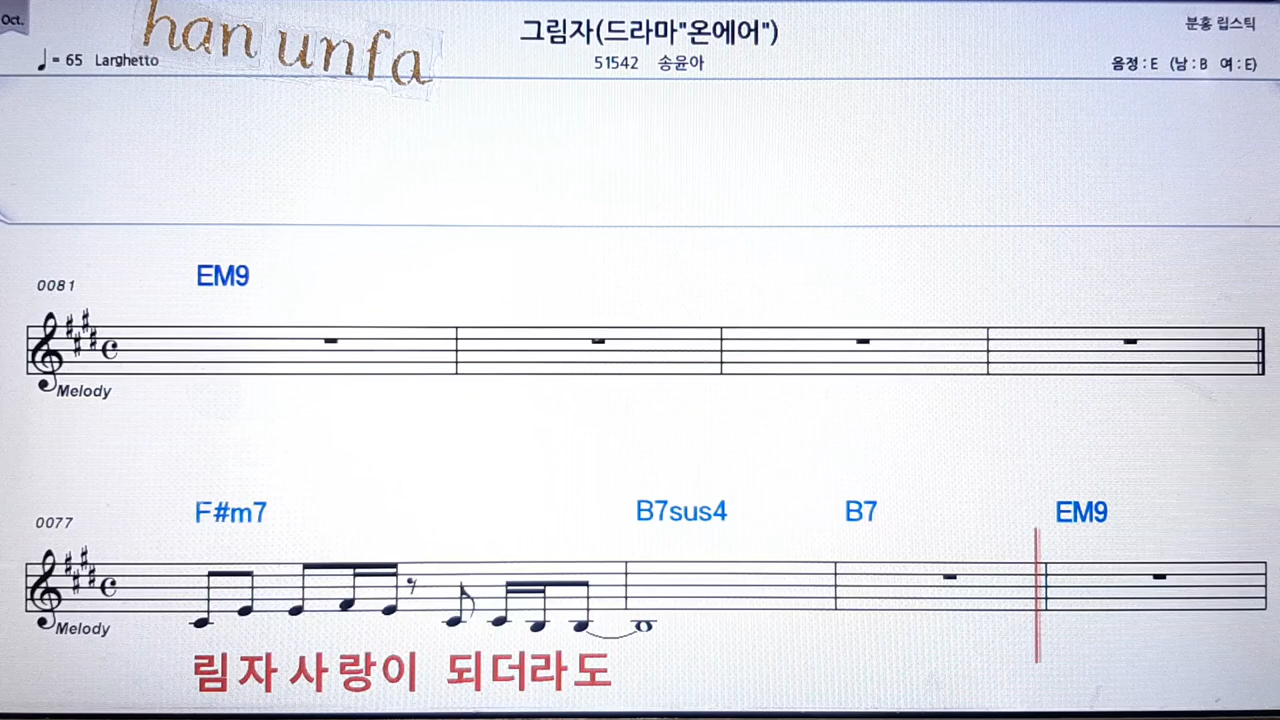 Oct.
han unfa
그림자(드라마"온에어")
분홍 립스틱
♩= 65 Larghetto
51542 송윤아
음정 : E (남 : B 여 : E)
EM9
0081
Melody
F#m7 B7sus4 B7 EM9
0077
Melody
림자사랑이 되더라도